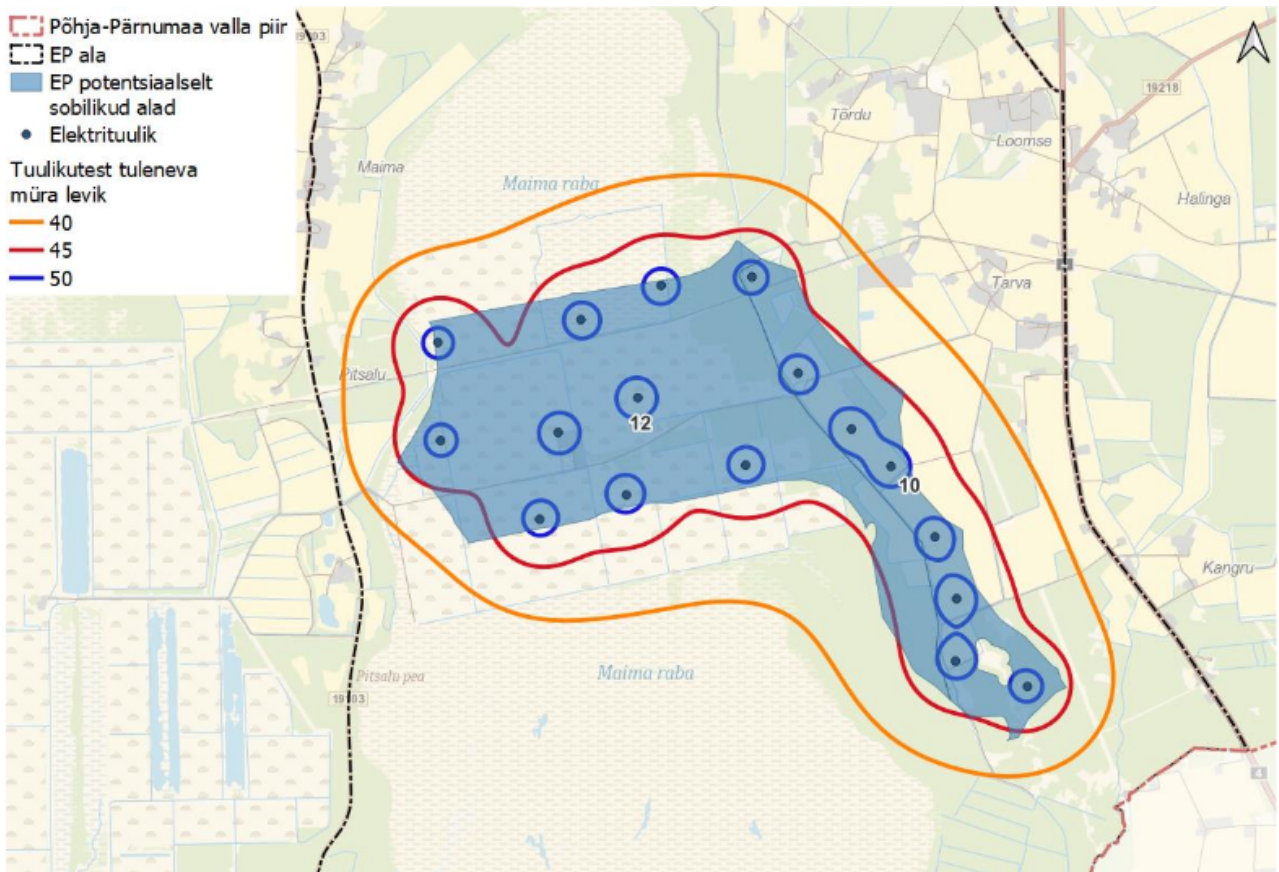 Põhja-Pärnumaa valla piir
EP ala
EP potentsiaalselt
sobilikud alad
Elektrituulik
Tuulikutest tuleneva
müra levik
40
45
50
19218
Tõrdu
Loomse
Maima
Maima raba
Halinga
Tarva
Pitsalu
12
10
Kangru
Maima raba
Pitsalu pea
19103
4